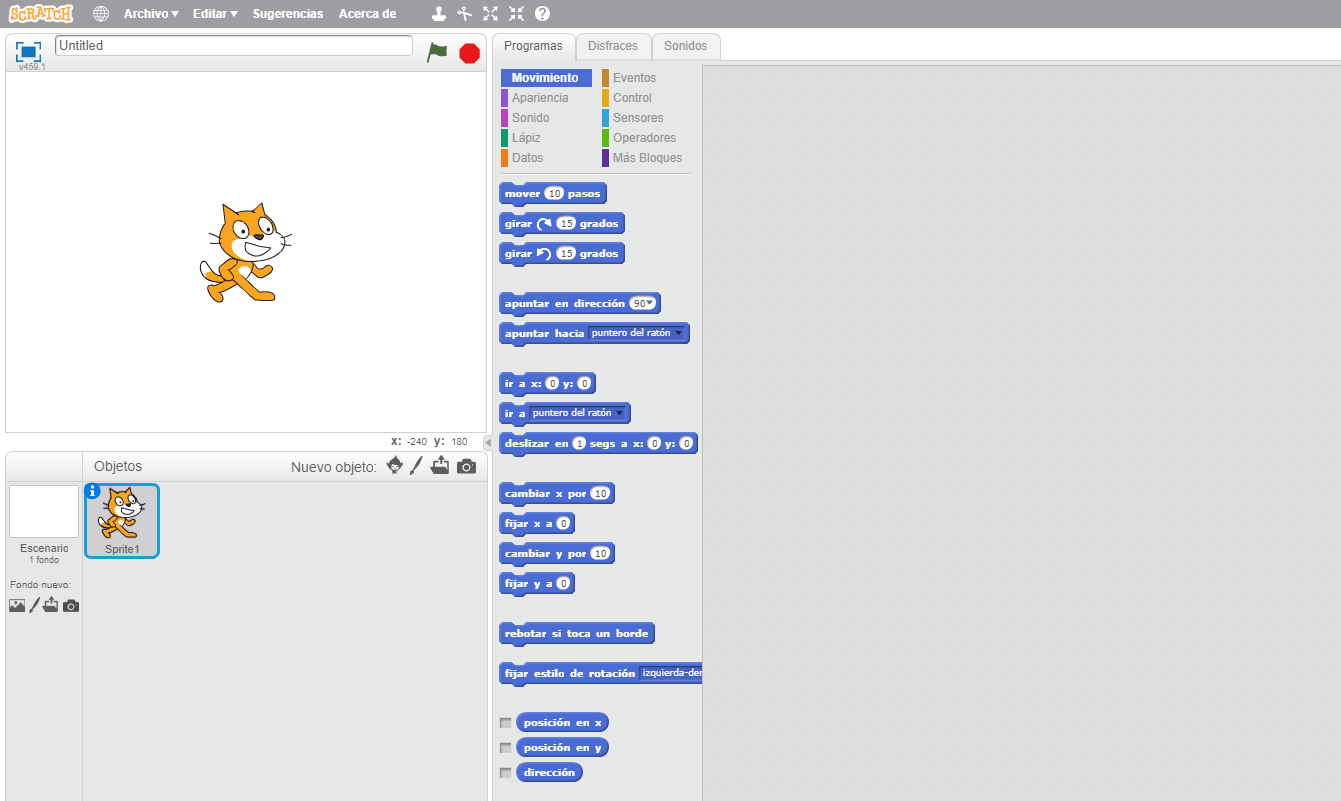 SCRATCH Archivo Editar Sugerencias Acerca de ?
Untitled
v459.1
x: -240 y: 180
Objetos Nuevo objeto:
Escenario
1 fondo
Fondo nuevo:
i
Sprite1
Programas Disfraces Sonidos
Movimiento Eventos
Apariencia Control
Sonido Sensores
Lápiz Operadores
Datos Más Bloques
mover 10 pasos
girar 15 grados
girar 15 grados
apuntar en dirección 90
apuntar hacia puntero del ratón
ir a x: 0 y: 0
ir a puntero del ratón
deslizar en 1 segs a x: 0 y: 0
cambiar x por 10
fijar x a 0
cambiar y por 10
fijar y a 0
rebotar si toca un borde
fijar estilo de rotación izquierda-der
posición en x
posición en y
dirección